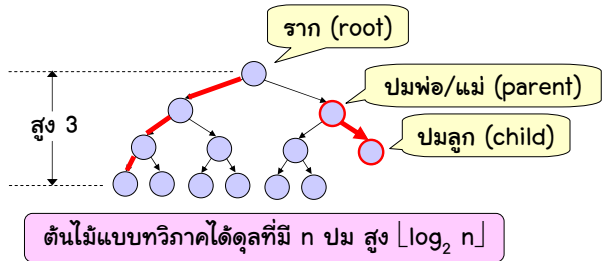 ราก (root)
ปมพ่อ/แม่ (parent)
สูง 3
ปมลูก (child)
ต้นไม้แบบทวิภาคได้ดุลที่มี n ปม สูง ⌊log₂ n⌋